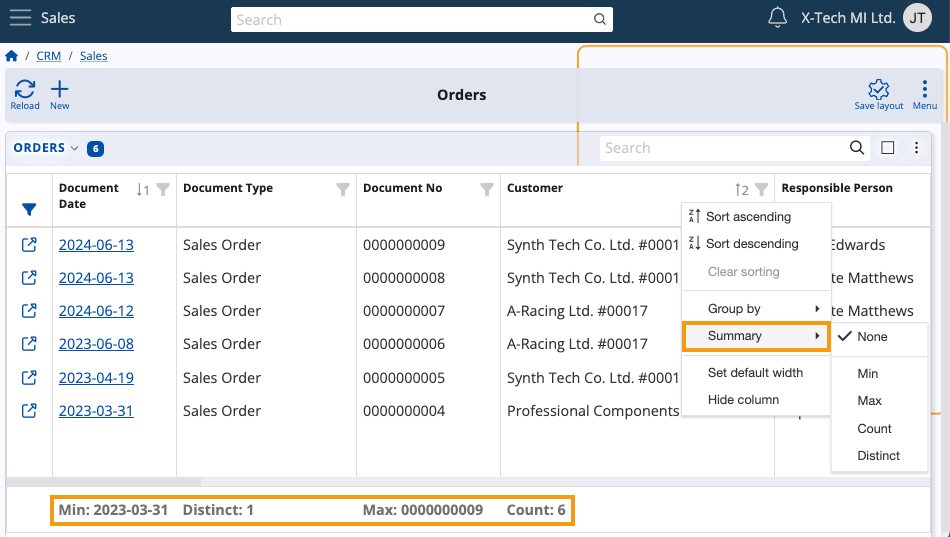 Sales
Search
X-Tech MI Ltd.
JT
/ CRM / Sales
Reload
New
Orders
Save layout
Menu
ORDERS
6
Search
Document Date
1
Document Type
Document No
Customer
2
Responsible Person
2024-06-13 Sales Order 0000000009 Synth Tech Co. Ltd. #0001 Edwards
2024-06-13 Sales Order 0000000008 Synth Tech Co. Ltd. #0001 te Matthews
2024-06-12 Sales Order 0000000007 A-Racing Ltd. #00017 te Matthews
2023-06-08 Sales Order 0000000006 A-Racing Ltd. #00017
2023-04-19 Sales Order 0000000005 Synth Tech Co. Ltd. #0001
2023-03-31 Sales Order 0000000004 Professional Components
Sort ascending
Sort descending
Clear sorting
Group by
Summary
Set default width
Hide column
None
Min
Max
Count
Distinct
Min: 2023-03-31 Distinct: 1 Max: 0000000009 Count: 6